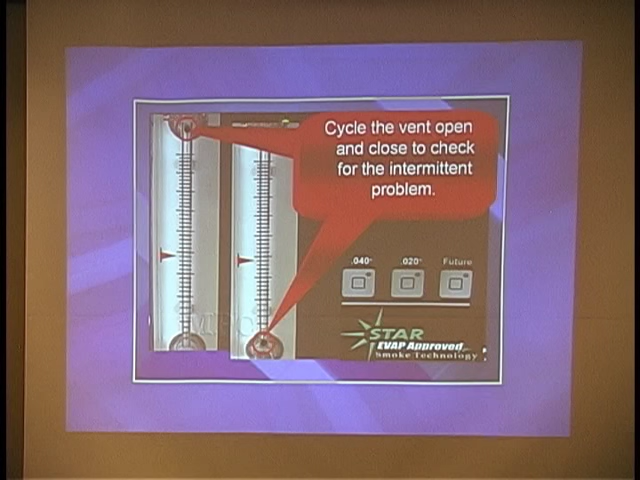 Cycle the vent open
and close to check
for the intermittent
problem.
.040"
.020"
Future
STAR
EVAP Approved
Smoke Technology